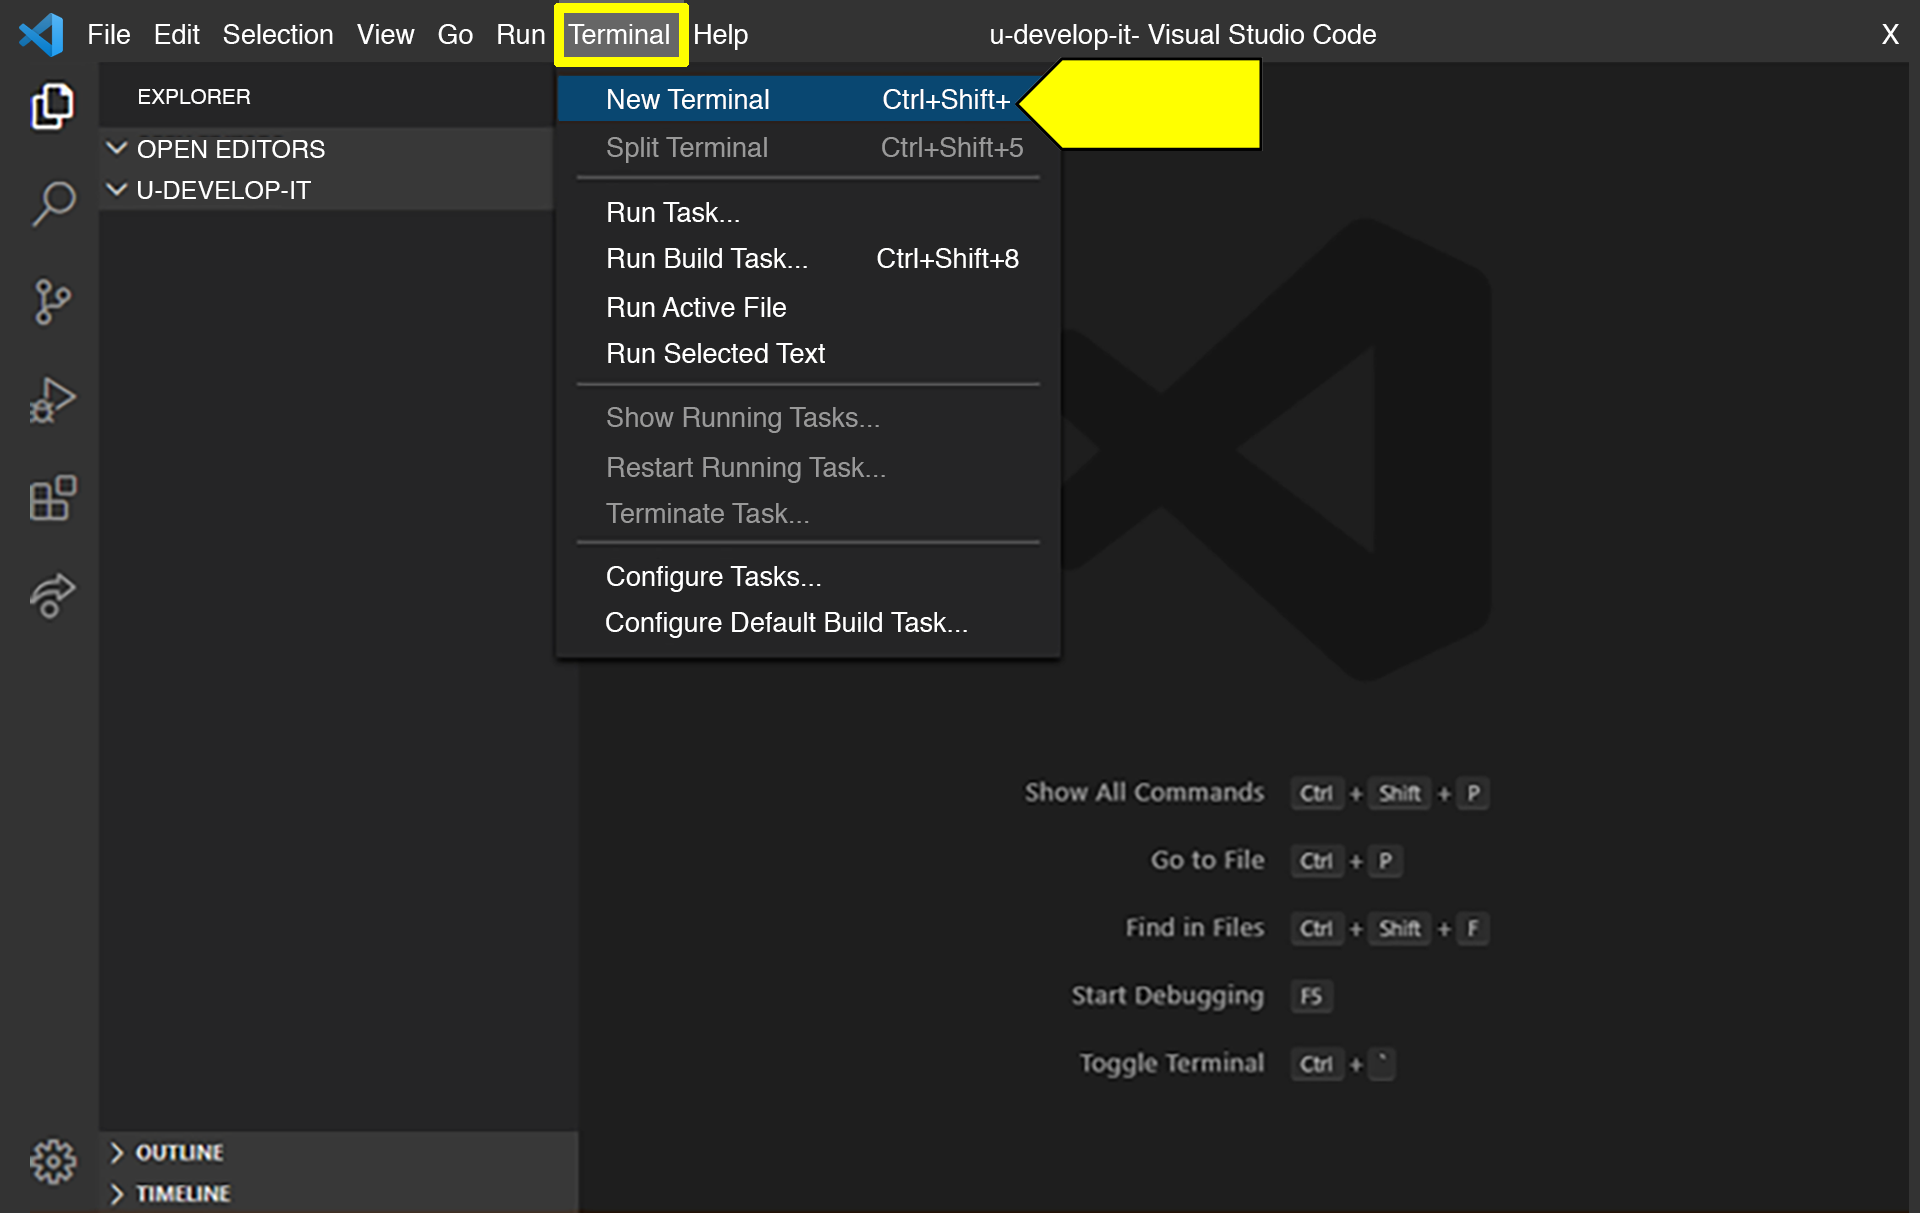 File Edit Selection View Go Run Terminal Help u-develop-it- Visual Studio Code X
EXPLORER
OPEN EDITORS
U-DEVELOP-IT
New Terminal Ctrl+Shift+
Split Terminal Ctrl+Shift+5
Run Task...
Run Build Task... Ctrl+Shift+8
Run Active File
Run Selected Text
Show Running Tasks...
Restart Running Task...
Terminate Task...
Configure Tasks...
Configure Default Build Task...
Show All Commands Ctrl + Shift + P
Go to File Ctrl + P
Find in Files Ctrl + Shift + F
Start Debugging F5
Toggle Terminal Ctrl + `
OUTLINE
TIMELINE